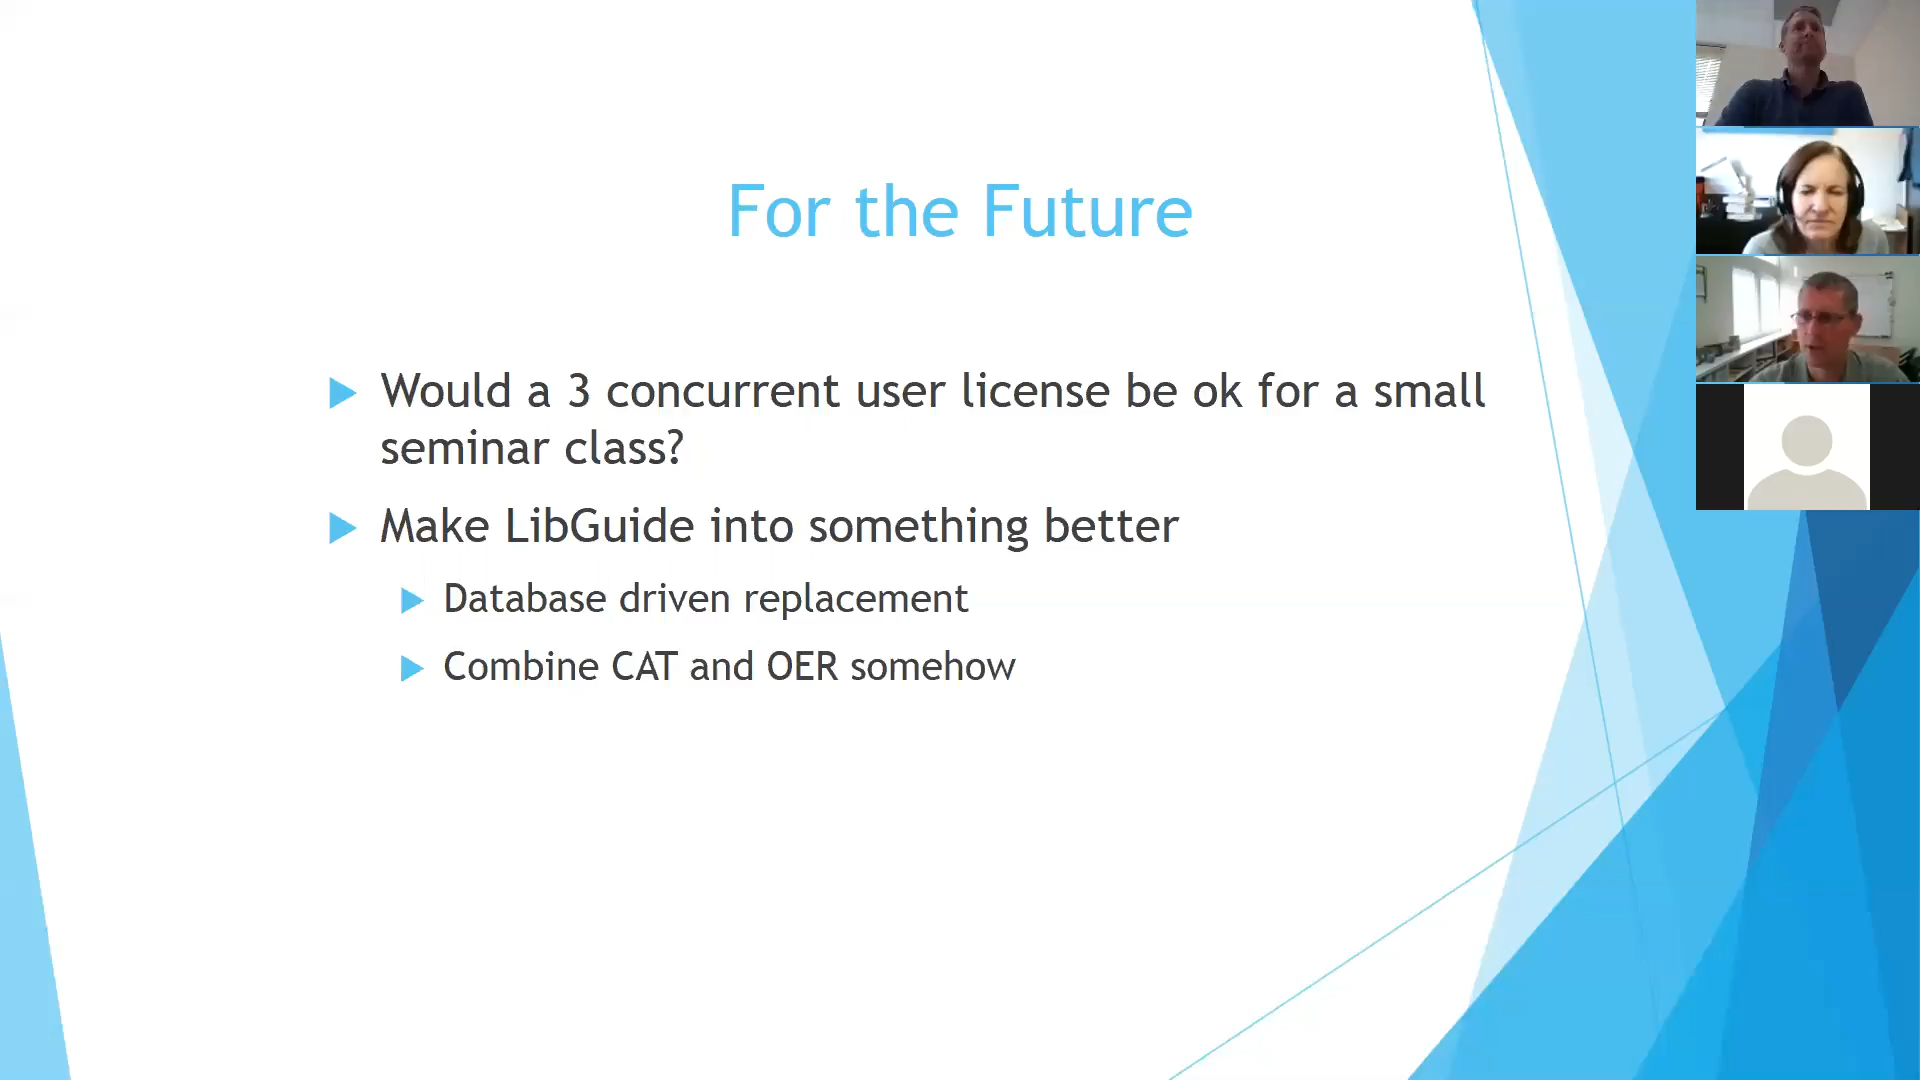 For the Future
Would a 3 concurrent user license be ok for a small
seminar class?
Make LibGuide into something better
Database driven replacement
Combine CAT and OER somehow